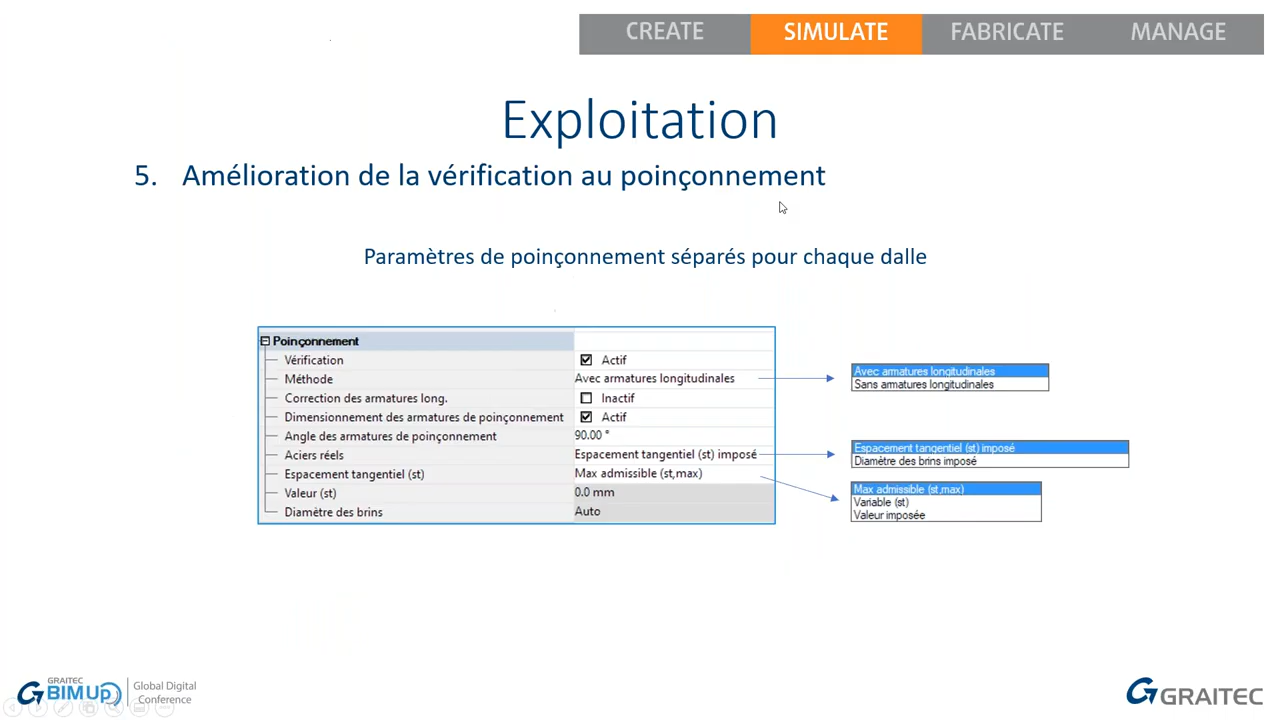 CREATE SIMULATE FABRICATE MANAGE
Exploitation
5. Amélioration de la vérification au poinçonnement
Paramètres de poinçonnement séparés pour chaque dalle
Poinçonnement
Vérification Actif
Méthode Avec armatures longitudinales
Correction des armatures long. Inactif
Dimensionnement des armatures de poinçonnement Actif
Angle des armatures de poinçonnement 90.00 °
Aciers réels Espacement tangentiel (st) imposé
Espacement tangentiel (st) Max admissible (st,max)
Valeur (st) 0.0 mm
Diamètre des brins Auto
Avec armatures longitudinales
Sans armatures longitudinales
Espacement tangentiel (st) imposé
Diamètre des brins imposé
Max admissible (st,max)
Variable (st)
Valeur imposée
GRAITEC
BIMUp
Global Digital
Conference
GRAITEC